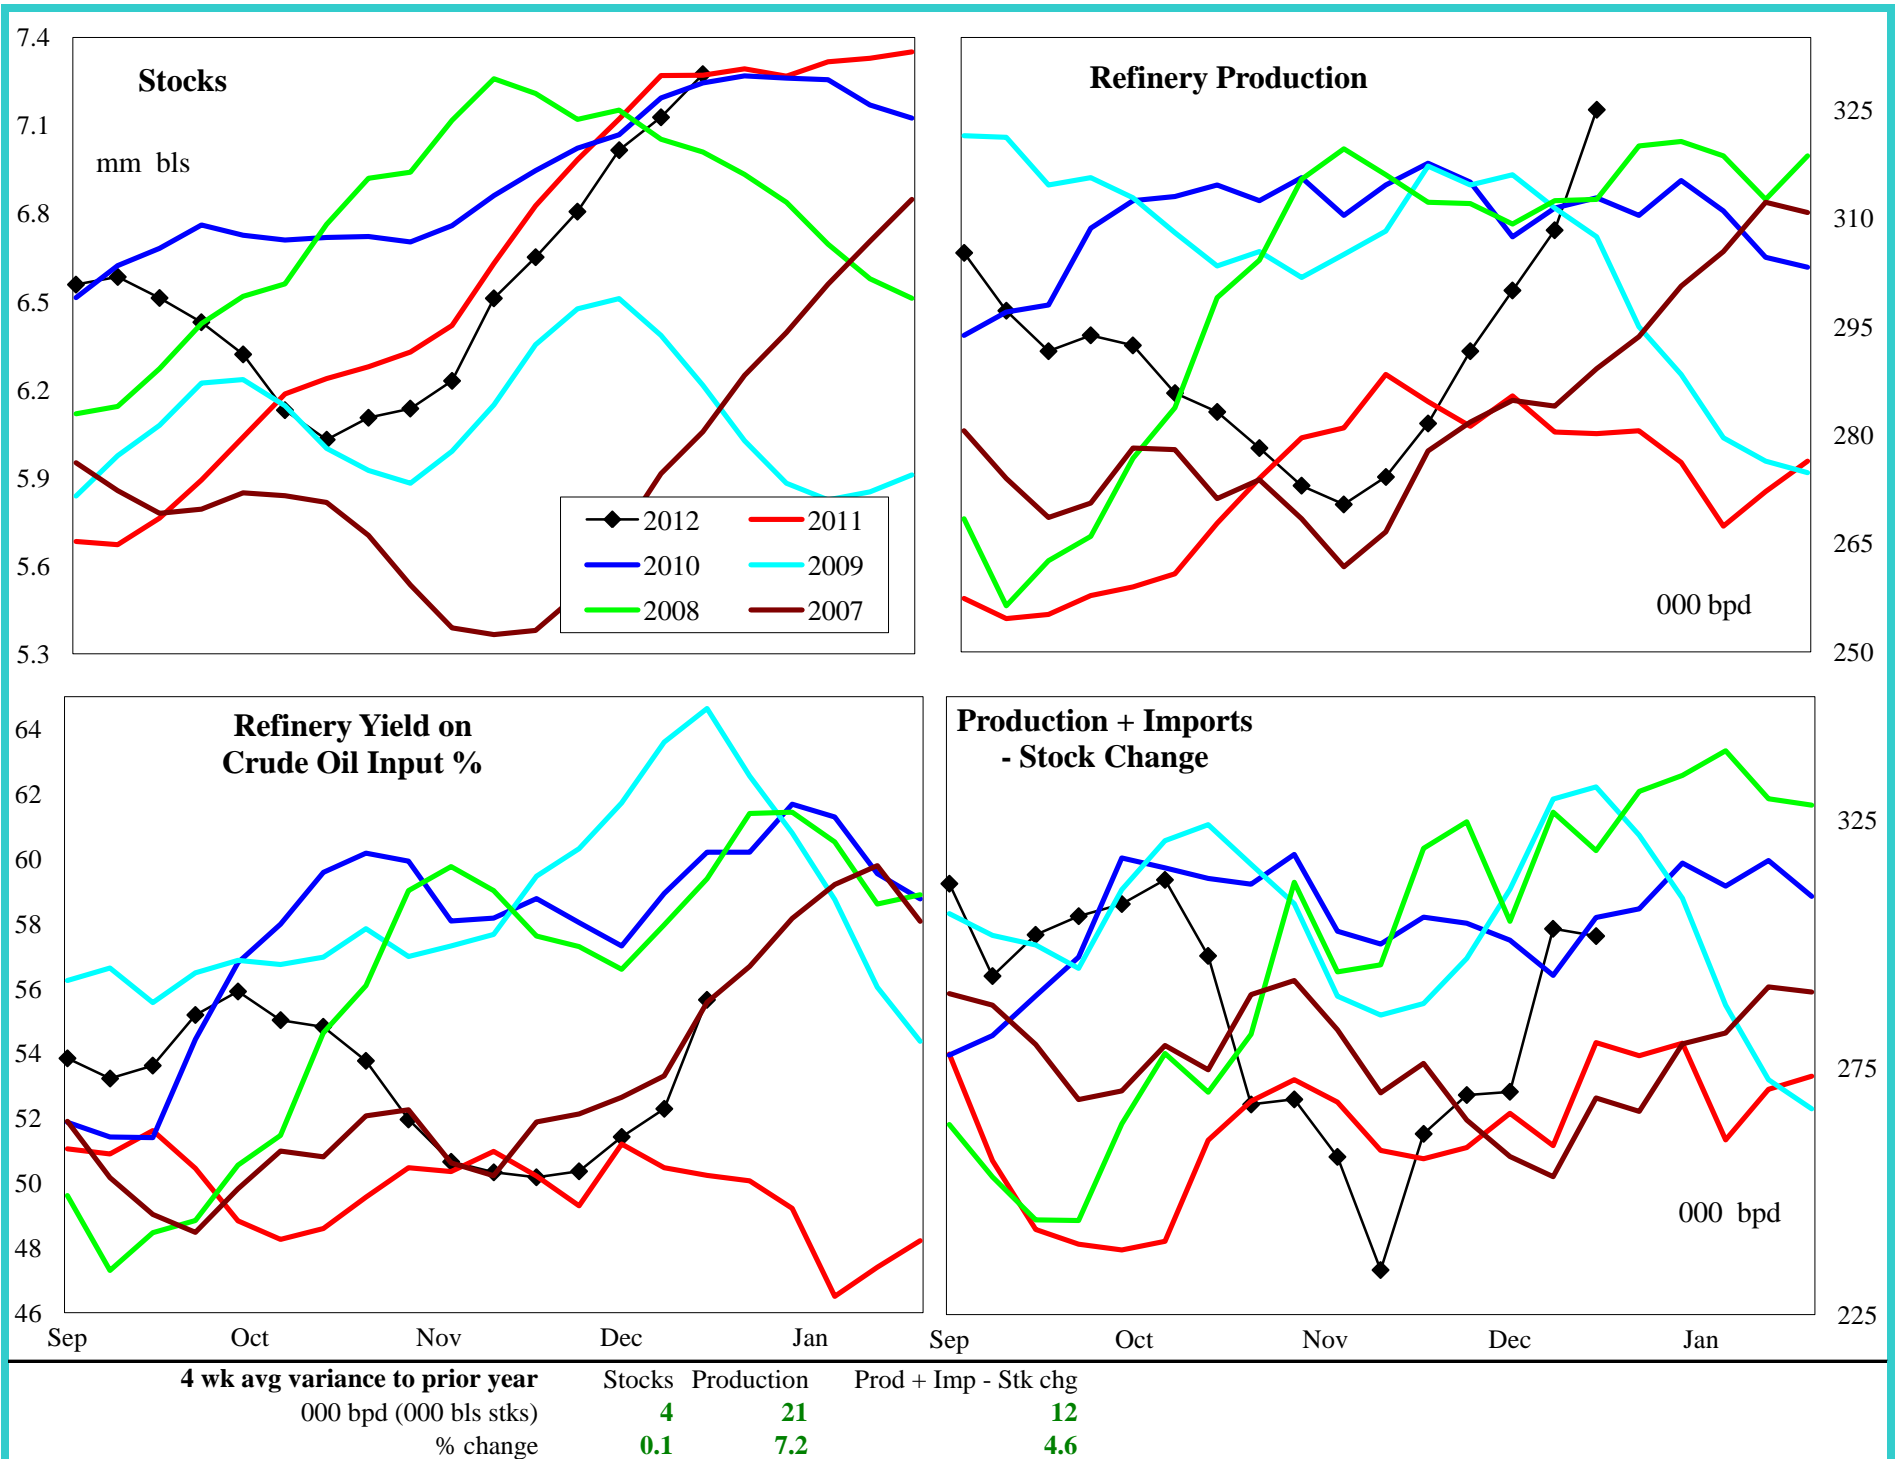 Stocks
mm bls
7.4
7.1
6.8
6.5
6.2
5.9
5.6
5.3
2012 2011
2010 2009
2008 2007
Refinery Production
000 bpd
325
310
295
280
265
250
Refinery Yield on
Crude Oil Input %
64
62
60
58
56
54
52
50
48
46
Sep Oct Nov Dec Jan
Production + Imports
- Stock Change
000 bpd
325
275
225
Sep Oct Nov Dec Jan
4 wk avg variance to prior year Stocks Production Prod + Imp - Stk chg
000 bpd (000 bls stks) 4 21 12
% change 0.1 7.2 4.6